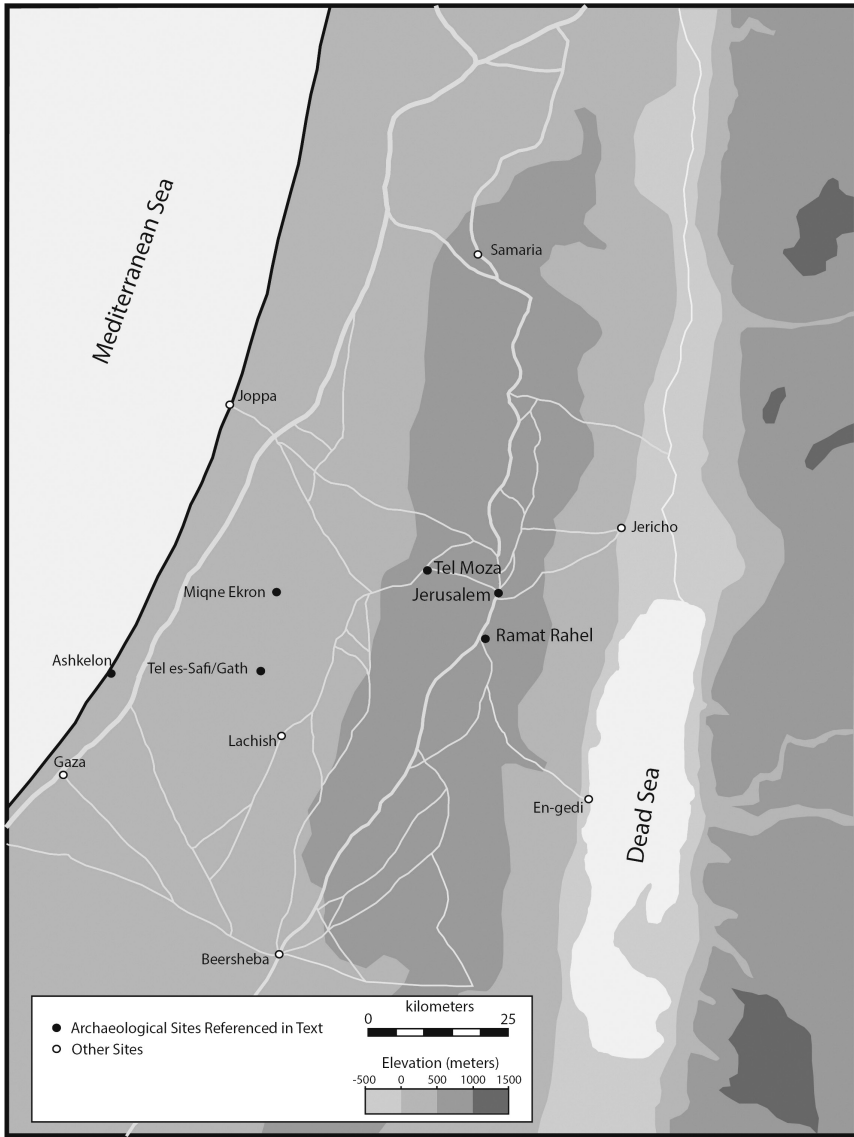 Samaria
Mediterranean Sea
Joppa
Jericho
Tel Moza
Miqne Ekron
Jerusalem
Ramat Rahel
Ashkelon
Tel es-Safi/Gath
Lachish
Gaza
En-gedi
Dead Sea
Beersheba
kilometers
0 25
Archaeological Sites Referenced in Text
Other Sites
Elevation (meters)
-500 0 500 1000 1500